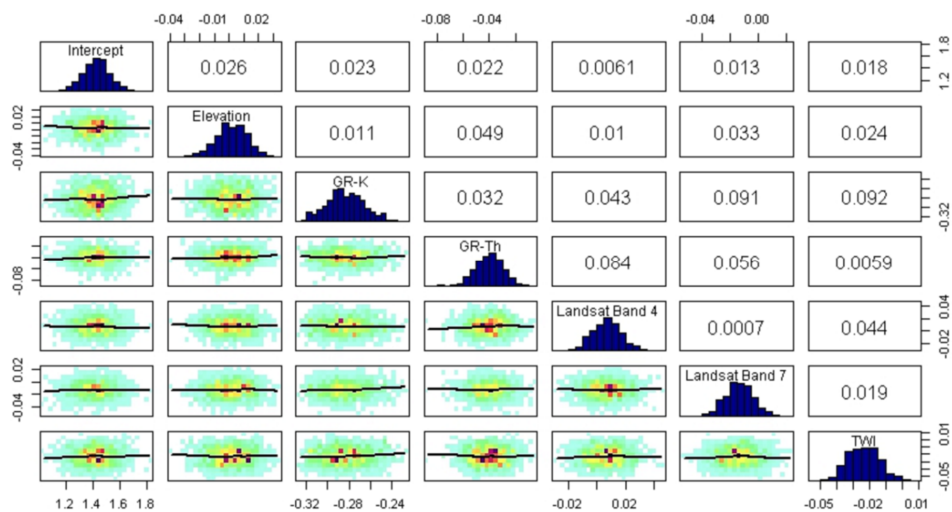 -0.04 -0.01 0.02 -0.08 -0.04 -0.04 0.00
Intercept 0.026 0.023 0.022 0.0061 0.013 0.018 1.2 1.8
-0.04 0.02 Elevation 0.011 0.049 0.01 0.033 0.024
GR-K 0.032 0.043 0.091 0.092 -0.32
-0.08 GR-Th 0.084 0.056 0.0059
Landsat Band 4 0.0007 0.044 -0.02 0.04
-0.04 0.02 Landsat Band 7 0.019
TWI -0.05 0.01
1.2 1.4 1.6 1.8 -0.32 -0.28 -0.24 -0.02 0.02 -0.05 -0.02 0.01